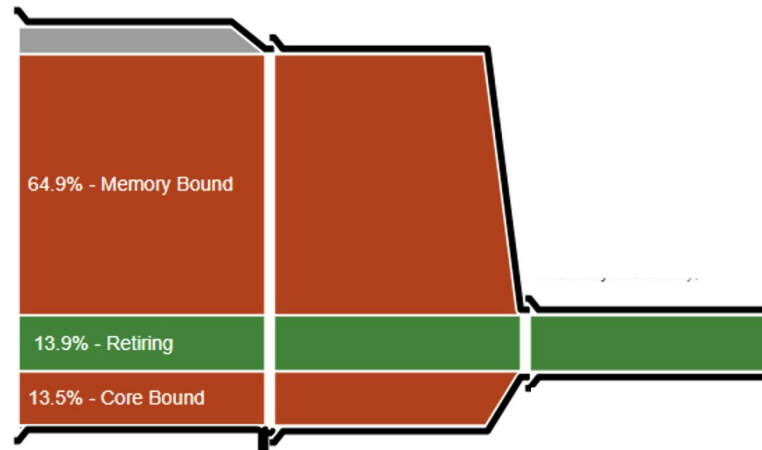 64.9% - Memory Bound
13.9% - Retiring
13.5% - Core Bound